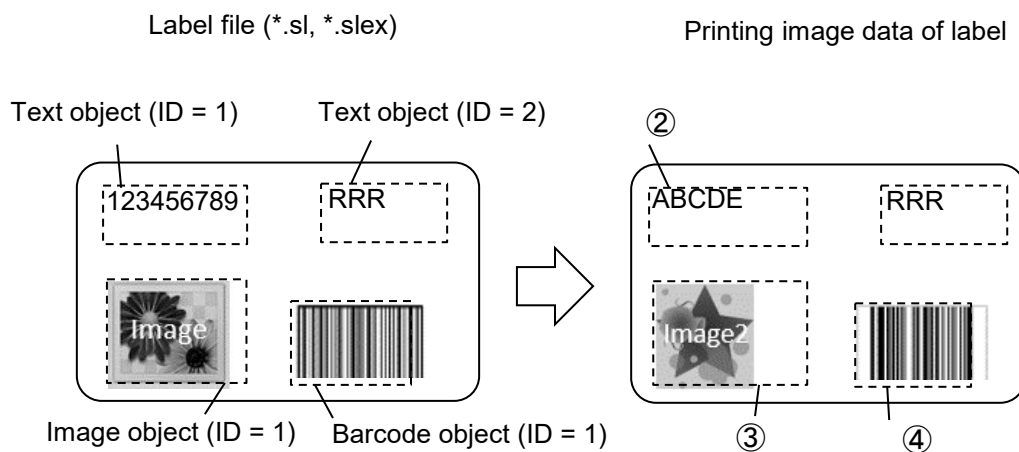 Label file (*.sl, *.slex)
Printing image data of label
Text object (ID = 1)
Text object (ID = 2)
②
123456789
RRR
ABCDE
RRR
Image
Image2
Image object (ID = 1)
Barcode object (ID = 1)
③
④